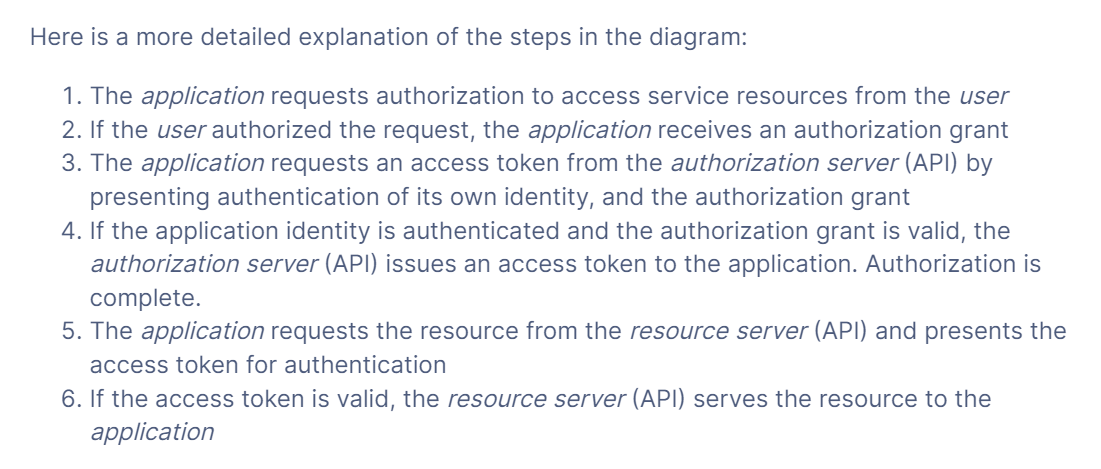 Here is a more detailed explanation of the steps in the diagram:
1. The application requests authorization to access service resources from the user
2. If the user authorized the request, the application receives an authorization grant
3. The application requests an access token from the authorization server (API) by
presenting authentication of its own identity, and the authorization grant
4. If the application identity is authenticated and the authorization grant is valid, the
authorization server (API) issues an access token to the application. Authorization is
complete.
5. The application requests the resource from the resource server (API) and presents the
access token for authentication
6. If the access token is valid, the resource server (API) serves the resource to the
application